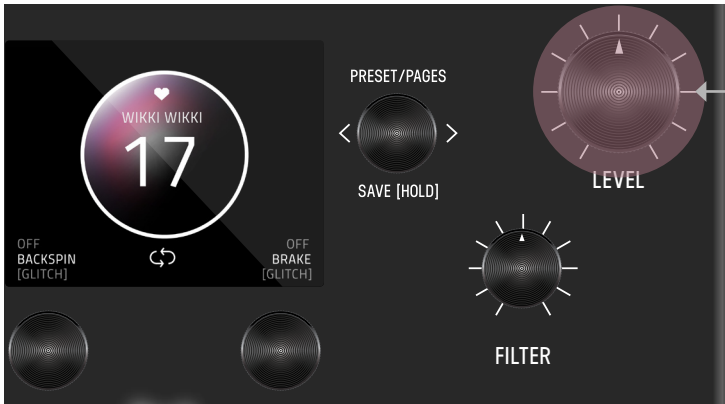 WIKKI WIKKI
17
OFF
BACKSPIN
[GLITCH]
OFF
BRAKE
[GLITCH]
PRESET/PAGES
SAVE [HOLD]
LEVEL
FILTER